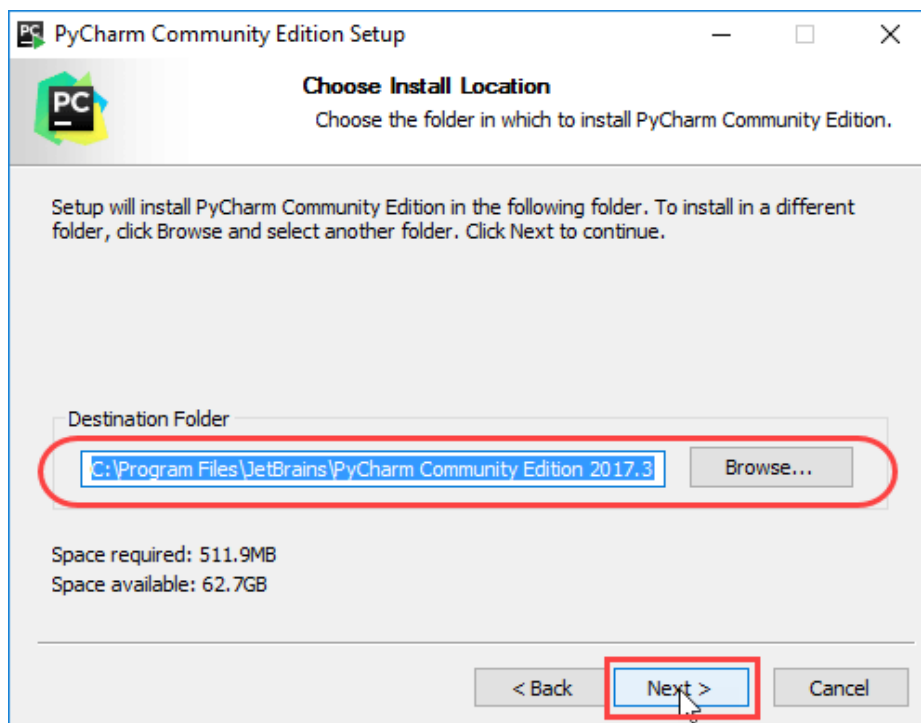 PyCharm Community Edition Setup
PC
Choose Install Location
Choose the folder in which to install PyCharm Community Edition.
Setup will install PyCharm Community Edition in the following folder. To install in a different
folder, click Browse and select another folder. Click Next to continue.
Destination Folder
C:\Program Files\JetBrains\PyCharm Community Edition 2017.3
Browse...
Space required: 511.9MB
Space available: 62.7GB
< Back
Next >
Cancel